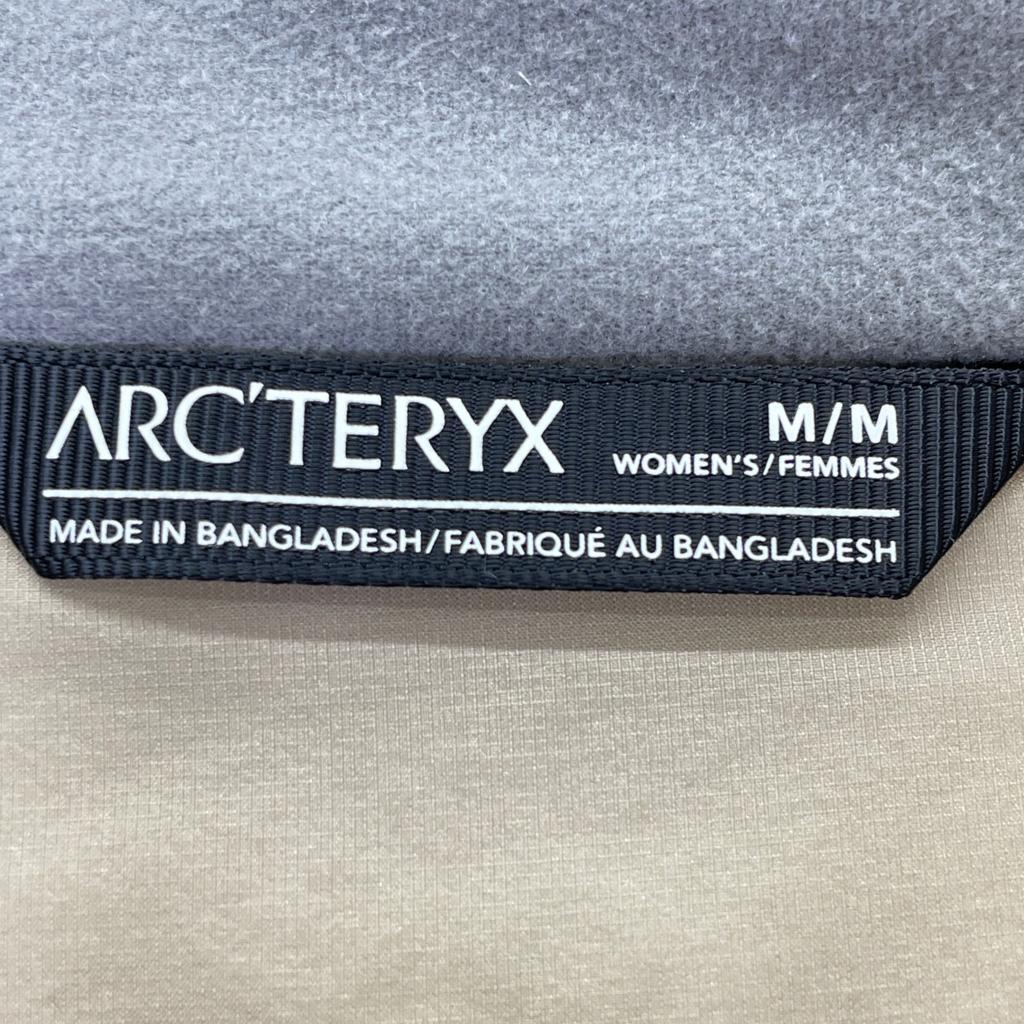 ARC'TERYX
M/M
WOMEN'S/FEMMES
MADE IN BANGLADESH/FABRIQUÉ AU BANGLADESH